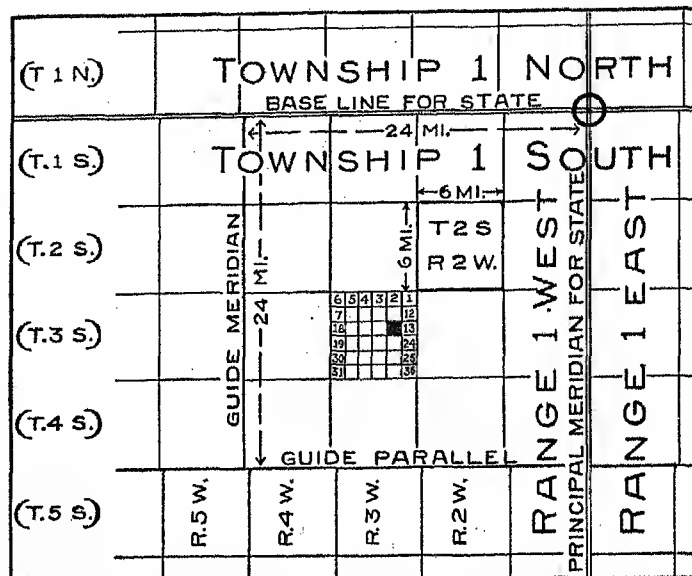 (T 1 N.)
TOWNSHIP 1 NORTH
BASE LINE FOR STATE
24 MI.
(T.1 S.)
TOWNSHIP 1 SOUTH
6 MI.
(T.2 S.)
GUIDE MERIDIAN
24 MI.
6 MI.
T2S
R2W.
RANGE 1 WEST
PRINCIPAL MERIDIAN FOR STATE
RANGE 1 EAST
(T.3 S.)
6 5 4 3 2 1
7 12
18 13
19 24
30 25
31 36
(T.4 S.)
GUIDE PARALLEL
(T.5 S.)
R.5 W.
R.4 W.
R.3 W.
R.2 W.